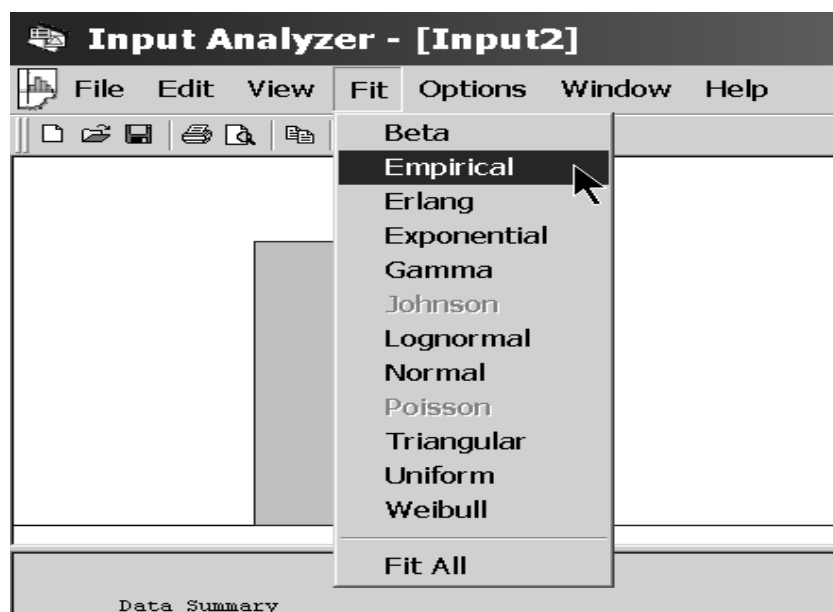 Input Analyzer - [Input2]
File Edit View Fit Options Window Help
Beta
Empirical
Erlang
Exponential
Gamma
Johnson
Lognormal
Normal
Poisson
Triangular
Uniform
Weibull
Fit All
Data Summary